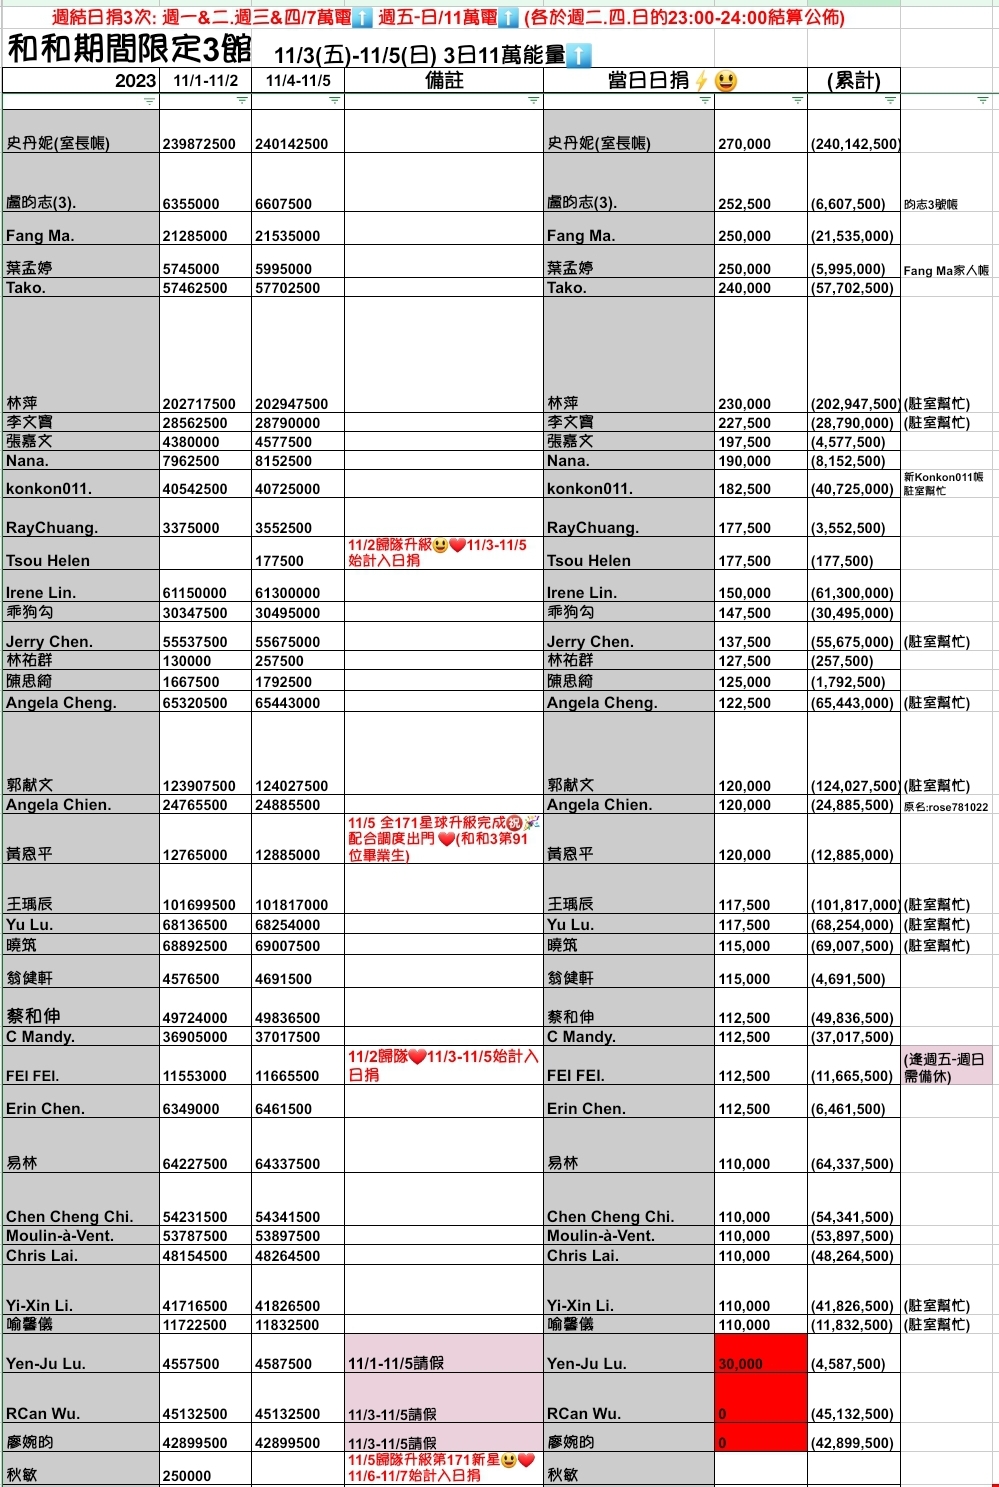 週結日捐3次: 週一&二.週三&四/7萬電⬆️ 週五-日/11萬電⬆️ (各於週二.四.日的23:00-24:00結算公佈)
和和期間限定3館 11/3(五)-11/5(日) 3日11萬能量⬆️
2023 11/1-11/2 11/4-11/5 備註 當日日捐⚡😃 (累計)
史丹妮(室長帳) 239872500 240142500 史丹妮(室長帳) 270,000 (240,142,500)
盧昀志(3). 6355000 6607500 盧昀志(3). 252,500 (6,607,500) 昀志3號帳
Fang Ma. 21285000 21535000 Fang Ma. 250,000 (21,535,000)
葉孟婷 5745000 5995000 葉孟婷 250,000 (5,995,000) Fang Ma家人帳
Tako. 57462500 57702500 Tako. 240,000 (57,702,500)
林萍 202717500 202947500 林萍 230,000 (202,947,500) (駐室幫忙)
李文寶 28562500 28790000 李文寶 227,500 (28,790,000) (駐室幫忙)
張嘉文 4380000 4577500 張嘉文 197,500 (4,577,500)
Nana. 7962500 8152500 Nana. 190,000 (8,152,500)
konkon011. 40542500 40725000 konkon011. 182,500 (40,725,000) 新Konkon011帳
駐室幫忙
RayChuang. 3375000 3552500 RayChuang. 177,500 (3,552,500)
11/2歸隊升級😃❤️11/3-11/5
始計入日捐
Tsou Helen 177500 Tsou Helen 177,500 (177,500)
Irene Lin. 61150000 61300000 Irene Lin. 150,000 (61,300,000)
乖狗勾 30347500 30495000 乖狗勾 147,500 (30,495,000)
Jerry Chen. 55537500 55675000 Jerry Chen. 137,500 (55,675,000) (駐室幫忙)
林祐群 130000 257500 林祐群 127,500 (257,500)
陳思綺 1667500 1792500 陳思綺 125,000 (1,792,500)
Angela Cheng. 65320500 65443000 Angela Cheng. 122,500 (65,443,000) (駐室幫忙)
郭献文 123907500 124027500 郭献文 120,000 (124,027,500) (駐室幫忙)
Angela Chien. 24765500 24885500 Angela Chien. 120,000 (24,885,500) 原名:rose781022
11/5 全171星球升級完成㊗️🎉
配合調度出門 ❤️(和和3第91
位畢業生)
黃恩平 12765000 12885000 黃恩平 120,000 (12,885,000)
王瑀辰 101699500 101817000 王瑀辰 117,500 (101,817,000) (駐室幫忙)
Yu Lu. 68136500 68254000 Yu Lu. 117,500 (68,254,000) (駐室幫忙)
曉筑 68892500 69007500 曉筑 115,000 (69,007,500) (駐室幫忙)
翁健軒 4576500 4691500 翁健軒 115,000 (4,691,500)
蔡和伸 49724000 49836500 蔡和伸 112,500 (49,836,500)
C Mandy. 36905000 37017500 C Mandy. 112,500 (37,017,500)
11/2歸隊❤️11/3-11/5始計入
日捐
FEI FEI. 11553000 11665500 FEI FEI. 112,500 (11,665,500) (逢週五-週日
需備休)
Erin Chen. 6349000 6461500 Erin Chen. 112,500 (6,461,500)
易林 64227500 64337500 易林 110,000 (64,337,500)
Chen Cheng Chi. 54231500 54341500 Chen Cheng Chi. 110,000 (54,341,500)
Moulin-à-Vent. 53787500 53897500 Moulin-à-Vent. 110,000 (53,897,500)
Chris Lai. 48154500 48264500 Chris Lai. 110,000 (48,264,500)
Yi-Xin Li. 41716500 41826500 Yi-Xin Li. 110,000 (41,826,500) (駐室幫忙)
喻馨儀 11722500 11832500 喻馨儀 110,000 (11,832,500) (駐室幫忙)
Yen-Ju Lu. 4557500 4587500 11/1-11/5請假 Yen-Ju Lu. 30,000 (4,587,500)
RCan Wu. 45132500 45132500 11/3-11/5請假 RCan Wu. 0 (45,132,500)
廖婉昀 42899500 42899500 11/3-11/5請假 廖婉昀 0 (42,899,500)
11/5歸隊升級第171新星😃❤️
11/6-11/7始計入日捐
秋敏 250000 秋敏